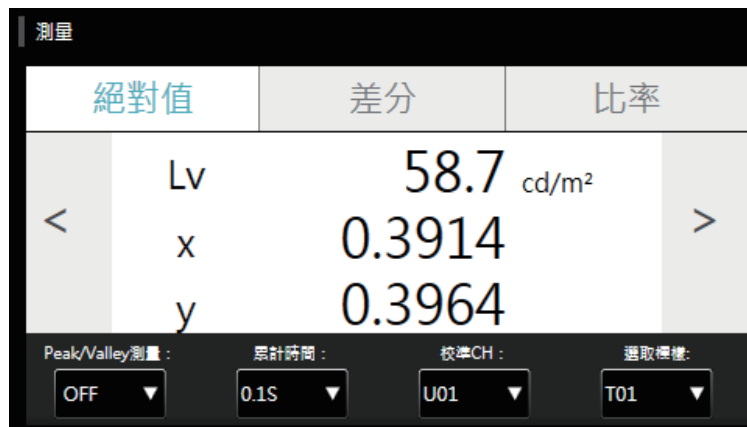 測量
絕對值 差分 比率
Lv 58.7 cd/m²
< x 0.3914 >
y 0.3964
Peak/Valley測量： 累計時間： 校準CH： 選取標樣:
OFF ▼ 0.1S ▼ U01 ▼ T01 ▼